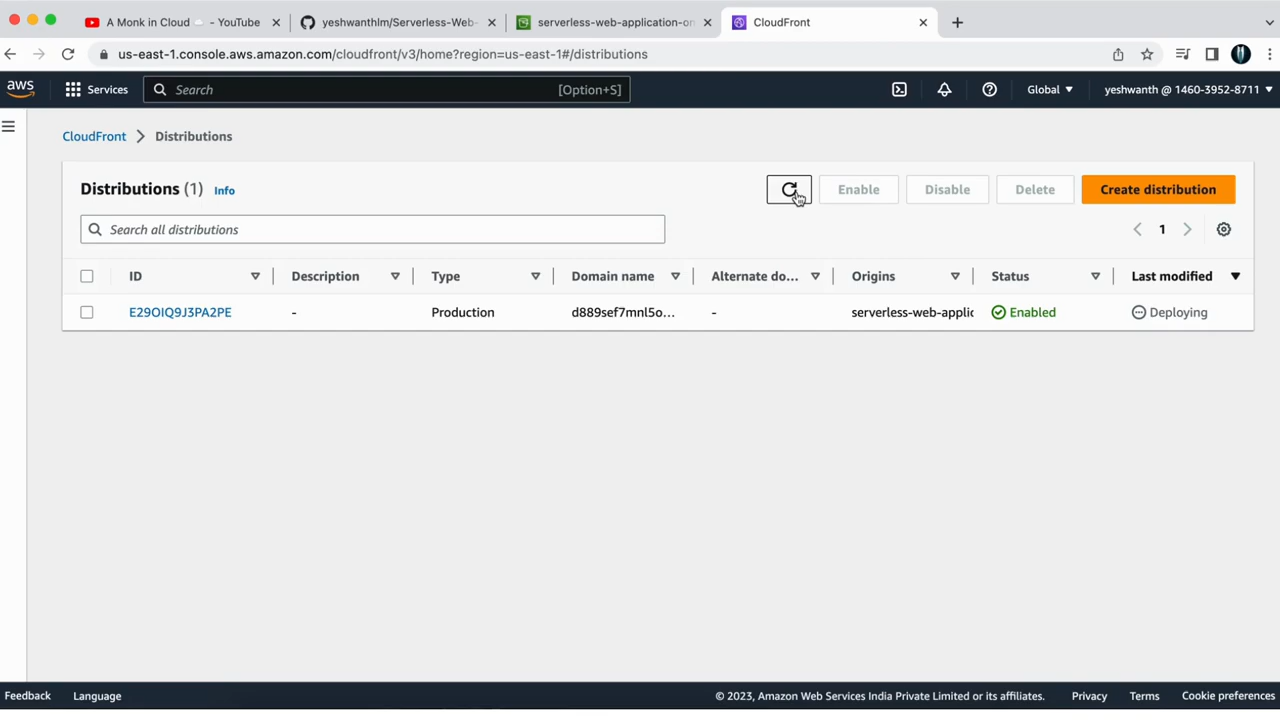 A Monk in Cloud - YouTube
yeshwanthlm/Serverless-Web-
serverless-web-application-on
CloudFront
us-east-1.console.aws.amazon.com/cloudfront/v3/home?region=us-east-1#/distributions
aws
Services
Search
[Option+S]
Global
yeshwanth @ 1460-3952-8711
CloudFront
Distributions
Distributions (1)
Info
Enable
Disable
Delete
Create distribution
Search all distributions
1
ID
Description
Type
Domain name
Alternate do...
Origins
Status
Last modified
E29OIQ9J3PA2PE
-
Production
d889sef7mnl5o...
-
serverless-web-applic
Enabled
Deploying
Feedback
Language
© 2023, Amazon Web Services India Private Limited or its affiliates.
Privacy
Terms
Cookie preferences